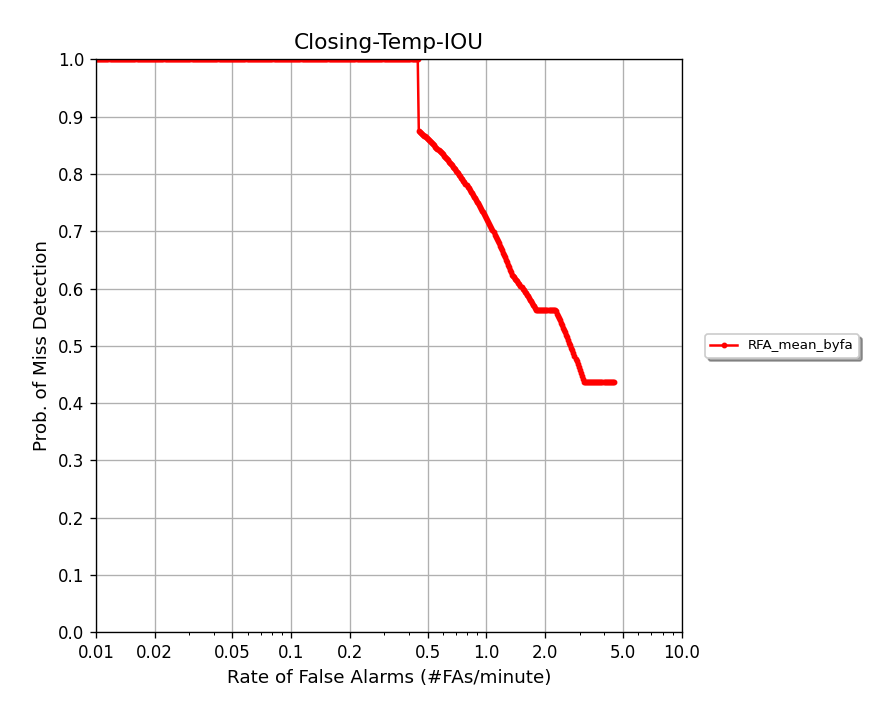 Closing-Temp-IOU
1.0
0.9
0.8
0.7
0.6
0.5
0.4
0.3
0.2
0.1
0.0
Prob. of Miss Detection
0.01 0.02 0.05 0.1 0.2 0.5 1.0 2.0 5.0 10.0
Rate of False Alarms (#FAs/minute)
RFA_mean_byfa